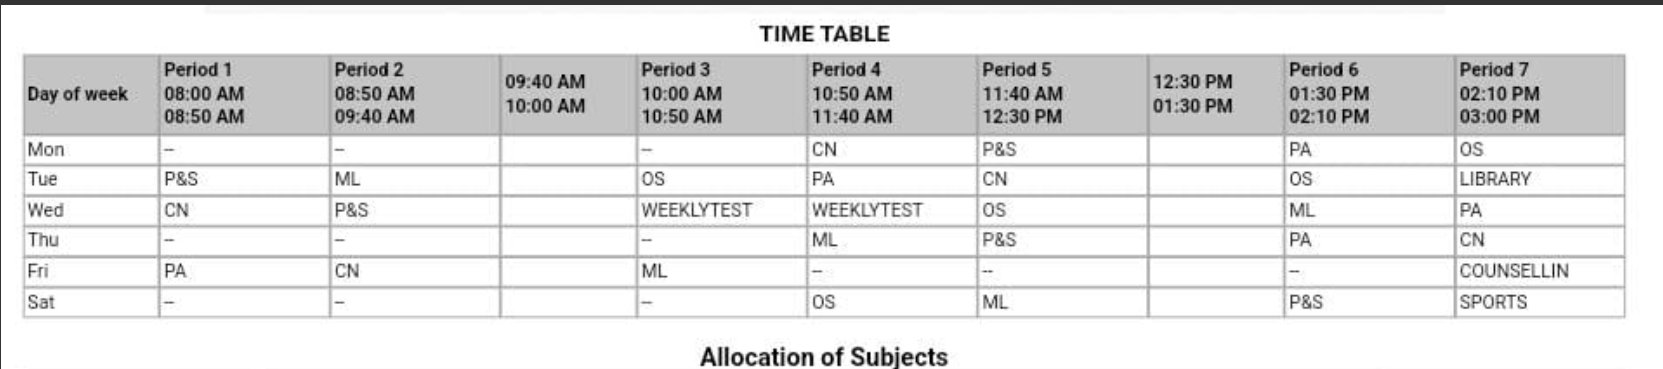 TIME TABLE
Day of week | Period 1 08:00 AM 08:50 AM | Period 2 08:50 AM 09:40 AM | 09:40 AM 10:00 AM | Period 3 10:00 AM 10:50 AM | Period 4 10:50 AM 11:40 AM | Period 5 11:40 AM 12:30 PM | 12:30 PM 01:30 PM | Period 6 01:30 PM 02:10 PM | Period 7 02:10 PM 03:00 PM
Mon | -- | -- | | -- | CN | P&S | | PA | OS
Tue | P&S | ML | | OS | PA | CN | | OS | LIBRARY
Wed | CN | P&S | | WEEKLYTEST | WEEKLYTEST | OS | | ML | PA
Thu | -- | -- | | -- | ML | P&S | | PA | CN
Fri | PA | CN | | ML | -- | -- | | -- | COUNSELLIN
Sat | -- | -- | | -- | OS | ML | | P&S | SPORTS
Allocation of Subjects